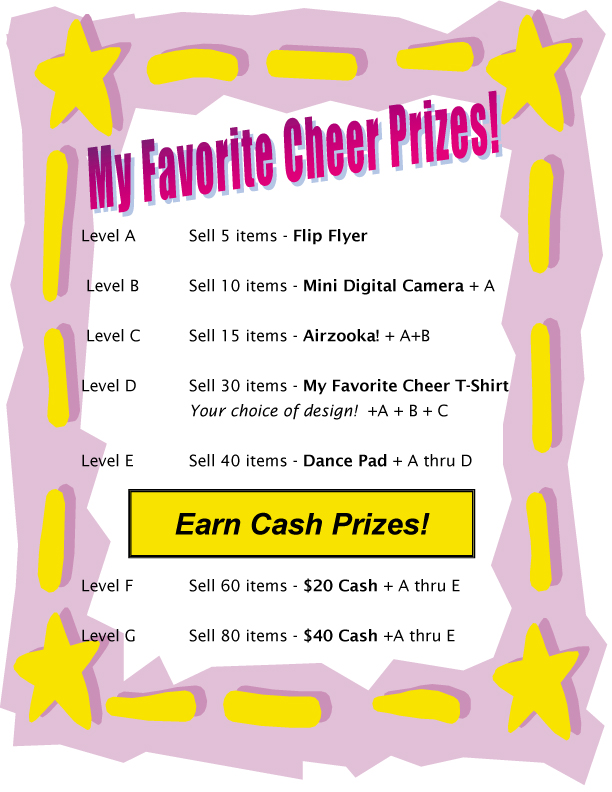 My Favorite Cheer Prizes!
Level A Sell 5 items - Flip Flyer
Level B Sell 10 items - Mini Digital Camera + A
Level C Sell 15 items - Airzooka! + A+B
Level D Sell 30 items - My Favorite Cheer T-Shirt
Your choice of design! +A + B + C
Level E Sell 40 items - Dance Pad + A thru D
Earn Cash Prizes!
Level F Sell 60 items - $20 Cash + A thru E
Level G Sell 80 items - $40 Cash +A thru E